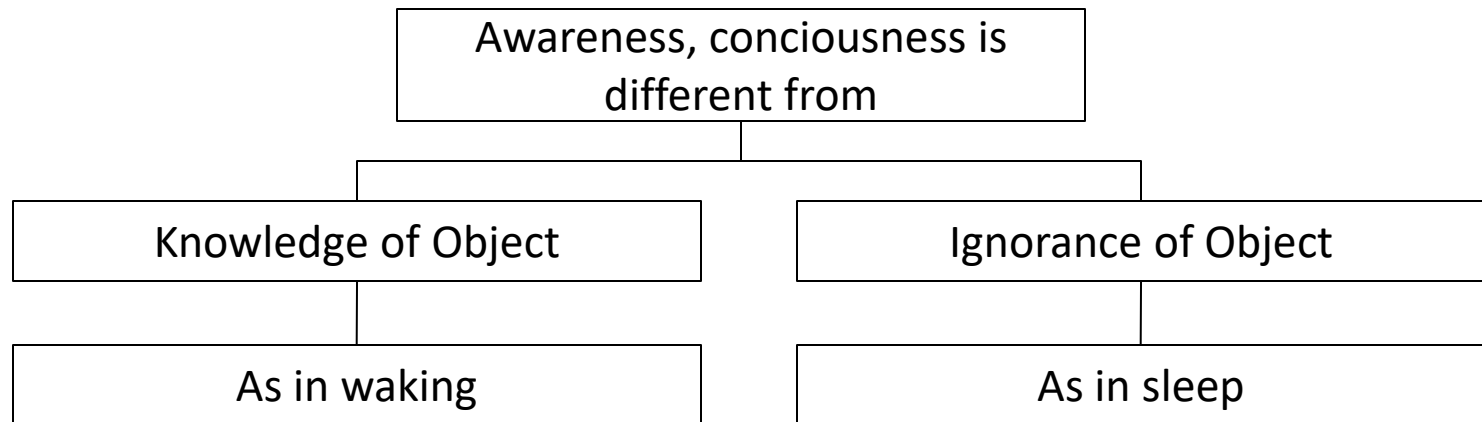 Awareness, conciousness is
different from
Knowledge of Object
Ignorance of Object
As in waking
As in sleep